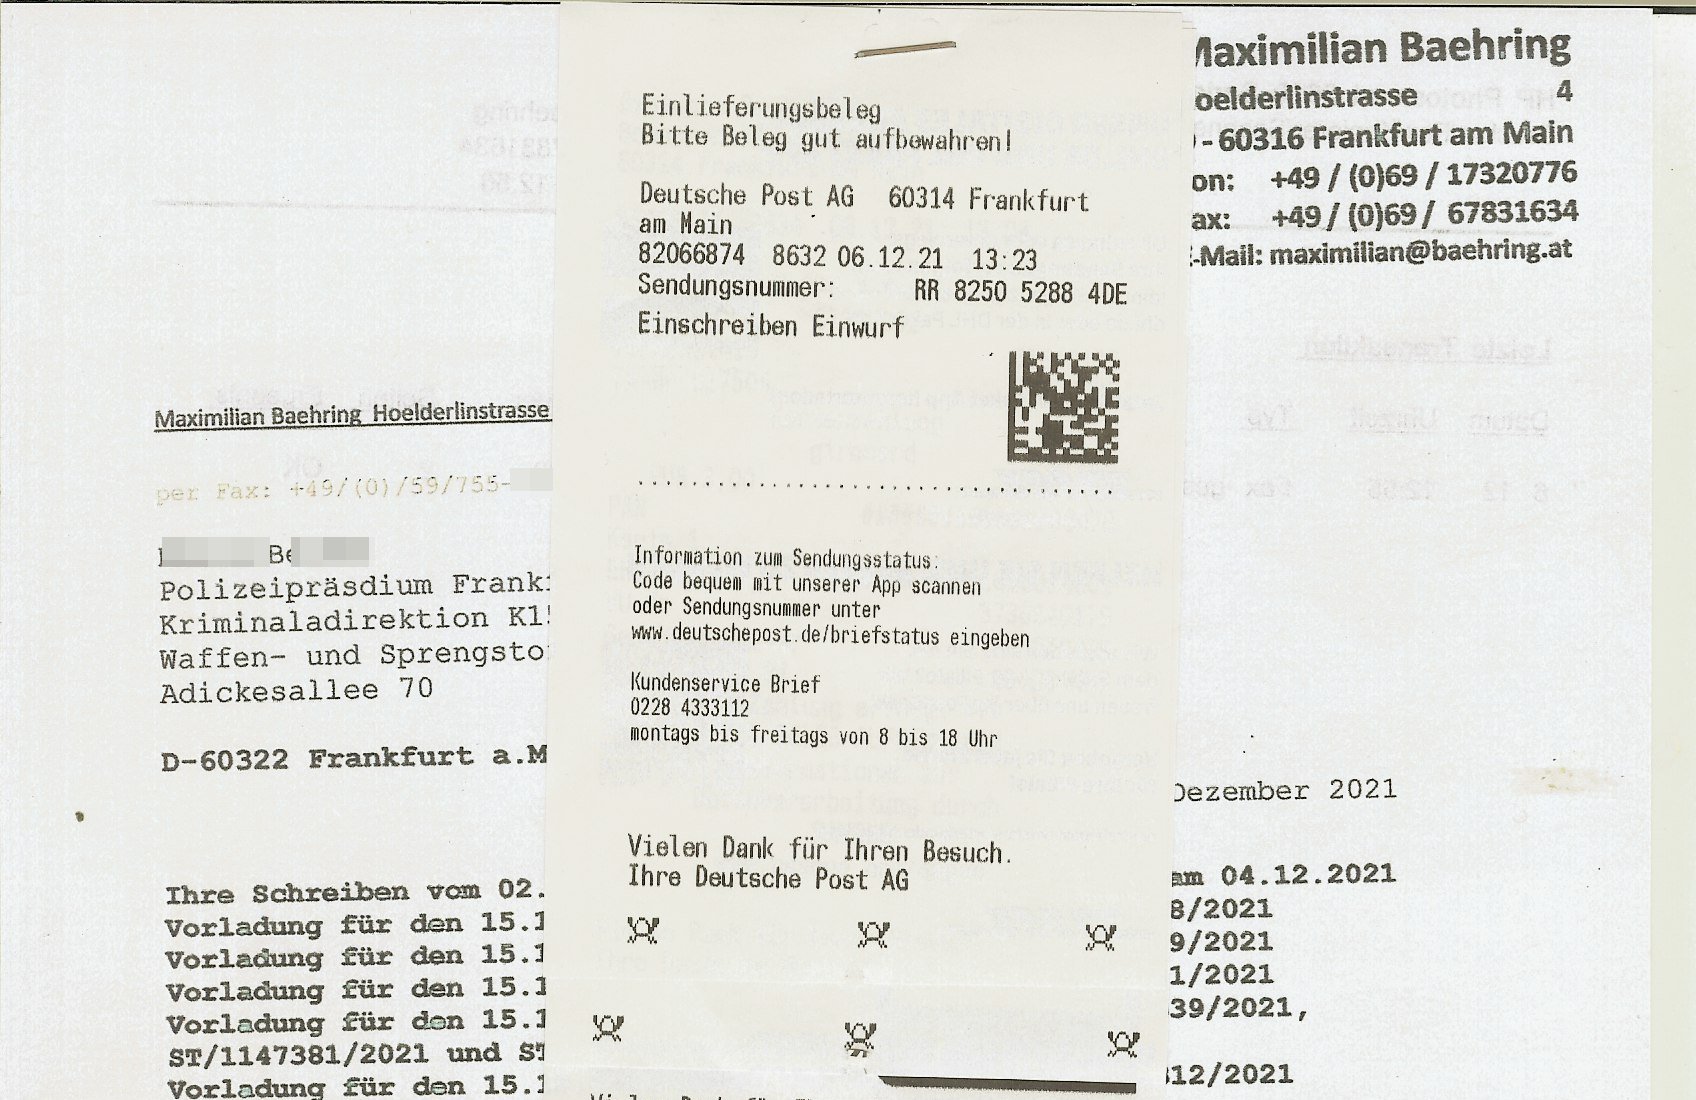 Maximilian Baehring
oelderlinstrasse 4
- 60316 Frankfurt am Main
on: +49 / (0)69 / 17320776
ax: +49 / (0)69 / 67831634
-Mail: maximilian@baehring.at
Einlieferungsbeleg
Bitte Beleg gut aufbewahren!
Deutsche Post AG 60314 Frankfurt
am Main
82066874 8632 06.12.21 13:23
Sendungsnummer: RR 8250 5288 4DE
Einschreiben Einwurf
Information zum Sendungsstatus:
Code bequem mit unserer App scannen
oder Sendungsnummer unter
www.deutschepost.de/briefstatus eingeben
Kundenservice Brief
0228 4333112
montags bis freitags von 8 bis 18 Uhr
Vielen Dank für Ihren Besuch.
Ihre Deutsche Post AG
Maximilian Baehring Hoelderlinstrasse
per Fax: +49/(0)/59/755-
Be
Polizeipräsdium Frank
Kriminaladirektion K1
Waffen- und Sprengsto
Adickesallee 70
D-60322 Frankfurt a.M
Dezember 2021
Ihre Schreiben vom 02. am 04.12.2021
Vorladung für den 15.1 8/2021
Vorladung für den 15.1 9/2021
Vorladung für den 15.1 1/2021
Vorladung für den 15.1 39/2021,
ST/1147381/2021 und ST
Vorladung für den 15.1 312/2021